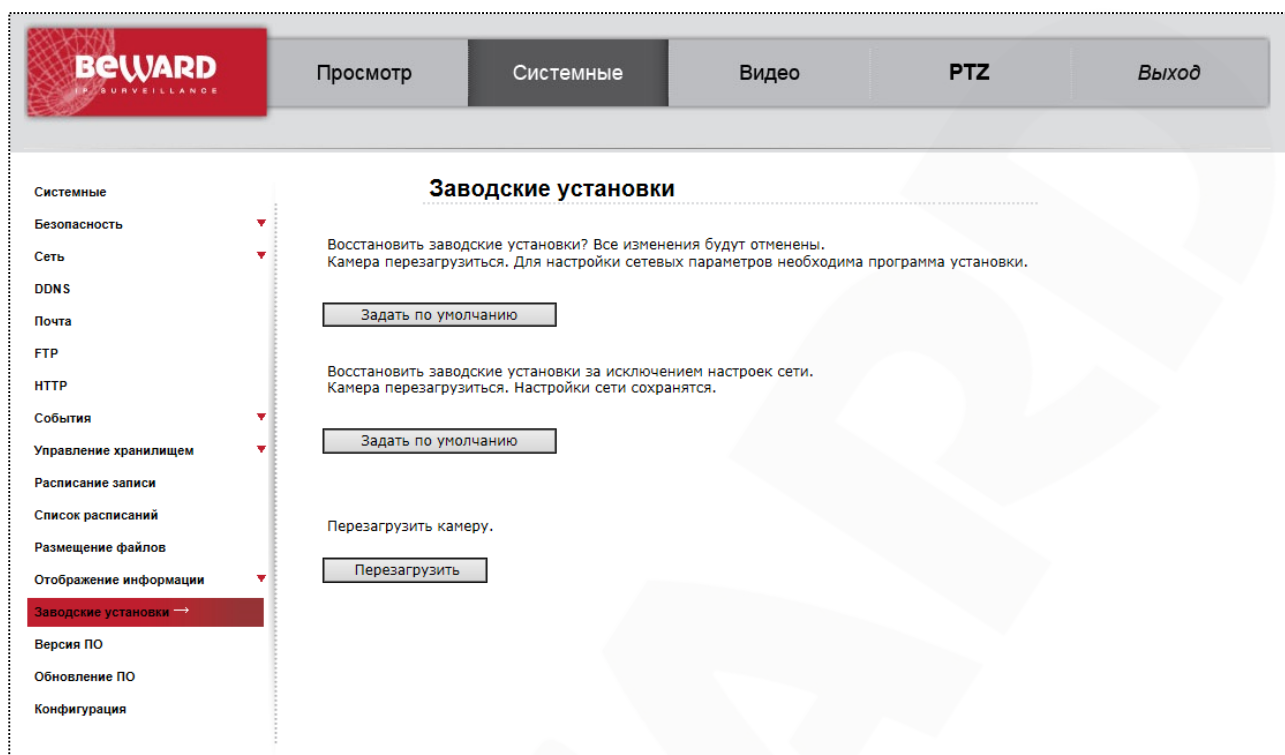 BEWARD
IP SURVEILLANCE
Просмотр
Системные
Видео
PTZ
Выход
Системные
Безопасность
Сеть
DDNS
Почта
FTP
HTTP
События
Управление хранилищем
Расписание записи
Список расписаний
Размещение файлов
Отображение информации
Заводские установки →
Версия ПО
Обновление ПО
Конфигурация
Заводские установки
Восстановить заводские установки? Все изменения будут отменены.
Камера перезагрузиться. Для настройки сетевых параметров необходима программа установки.
Задать по умолчанию
Восстановить заводские установки за исключением настроек сети.
Камера перезагрузиться. Настройки сети сохранятся.
Задать по умолчанию
Перезагрузить камеру.
Перезагрузить